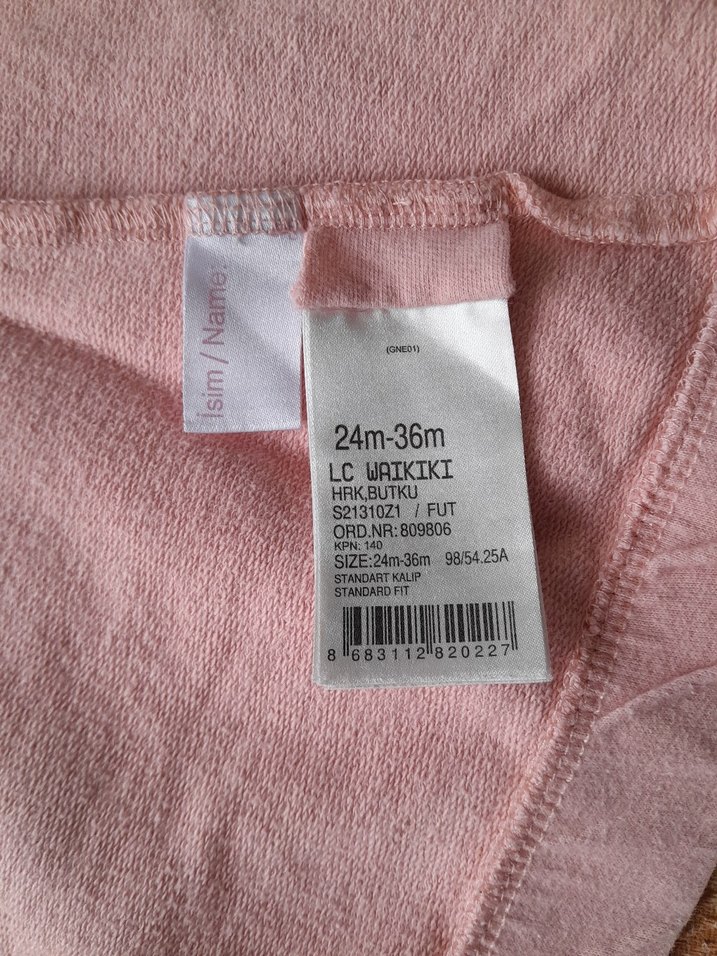 İsim / Name:
(GNE01)
24m-36m
LC WAIKIKI
HRK,BUTKU
S21310Z1 / FUT
ORD.NR: 809806
KPN: 140
SIZE:24m-36m 98/54.25A
STANDART KALIP
STANDARD FIT
8 683112 820227